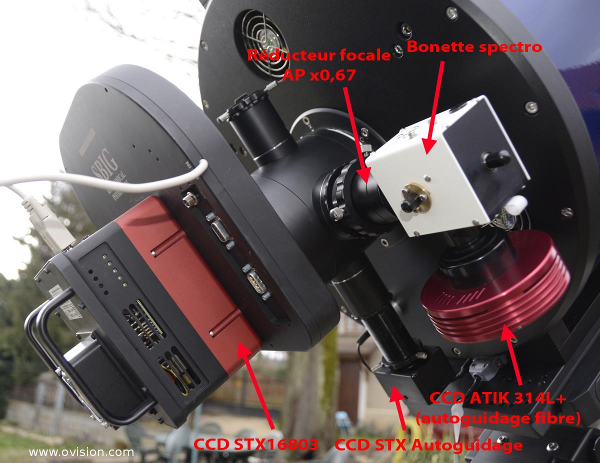 Réducteur focale
AP x0,67
Bonette spectro
SBIG
CCD ATIK 314L+
(autoguidage fibre)
CCD STX16803
CCD STX Autoguidage
www.ovision.com